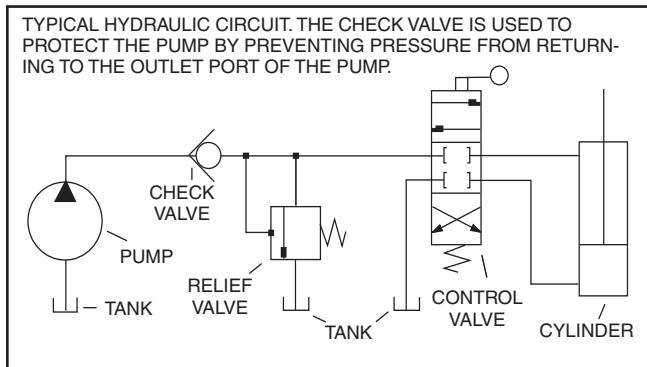 TYPICAL HYDRAULIC CIRCUIT. THE CHECK VALVE IS USED TO
PROTECT THE PUMP BY PREVENTING PRESSURE FROM RETURN-
ING TO THE OUTLET PORT OF THE PUMP.
CHECK
VALVE
PUMP
TANK
RELIEF
VALVE
TANK
CONTROL
VALVE
CYLINDER